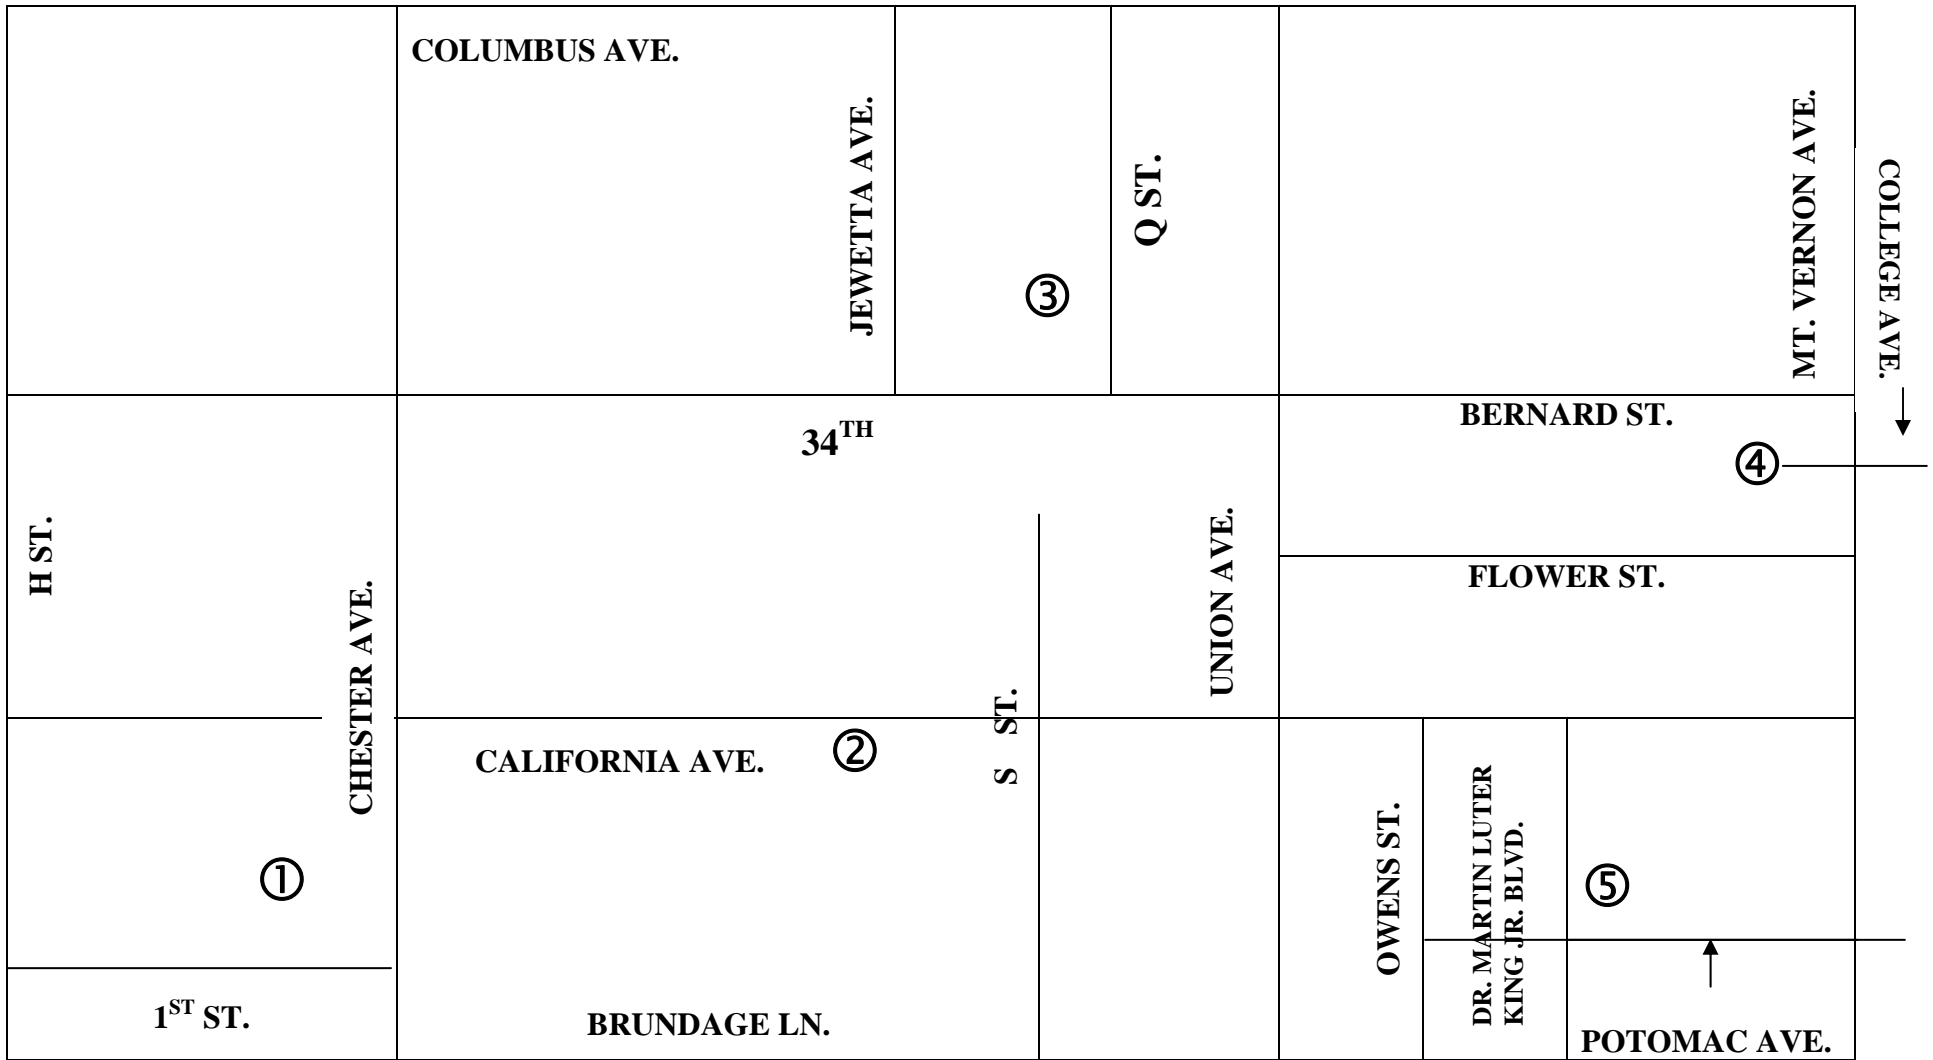 COLUMBUS AVE.
JEWETTA AVE.
Q ST.
MT. VERNON AVE.
COLLEGE AVE.
③
34TH
BERNARD ST.
④
H ST.
CHESTER AVE.
UNION AVE.
FLOWER ST.
S ST.
CALIFORNIA AVE.
②
①
OWENS ST.
DR. MARTIN LUTER
KING JR. BLVD.
⑤
1ST ST.
BRUNDAGE LN.
POTOMAC AVE.